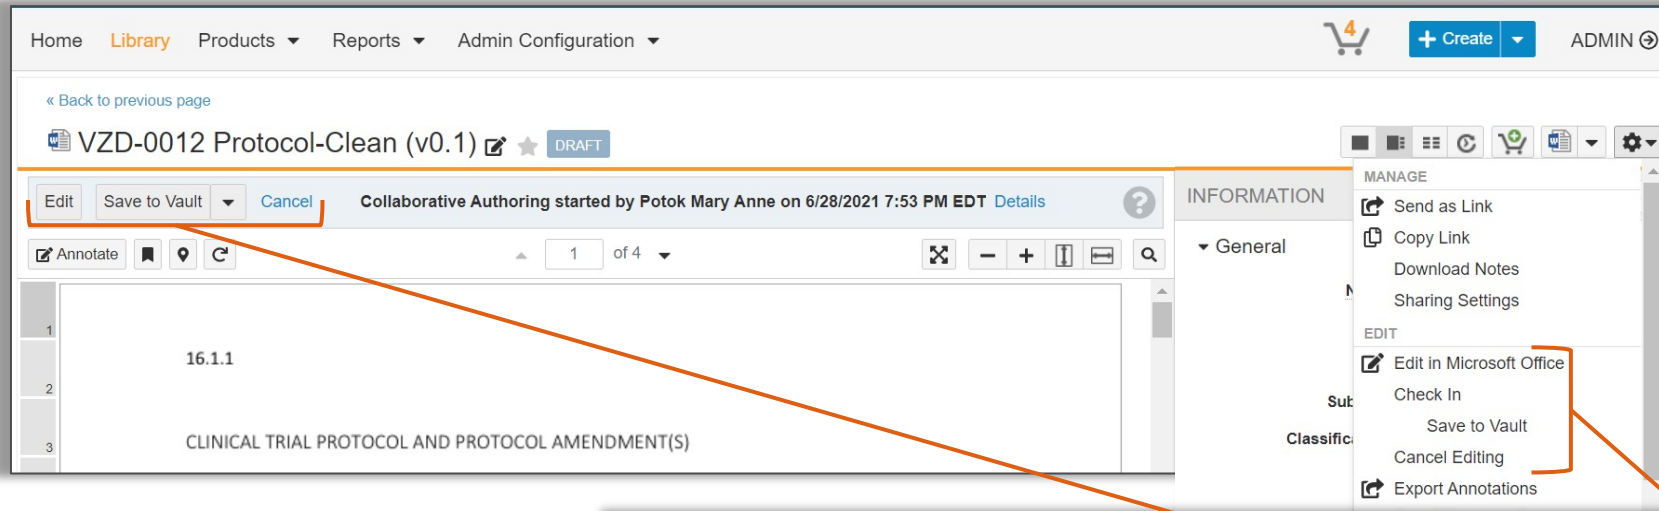 Home Library Products Reports Admin Configuration 4 + Create ADMIN
« Back to previous page
VZD-0012 Protocol-Clean (v0.1) DRAFT
Edit Save to Vault Cancel Collaborative Authoring started by Potok Mary Anne on 6/28/2021 7:53 PM EDT Details ?
Annotate 1 of 4
1
2
3
16.1.1
CLINICAL TRIAL PROTOCOL AND PROTOCOL AMENDMENT(S)
INFORMATION
General
N
Sub
Classifica
MANAGE
Send as Link
Copy Link
Download Notes
Sharing Settings
EDIT
Edit in Microsoft Office
Check In
Save to Vault
Cancel Editing
Export Annotations